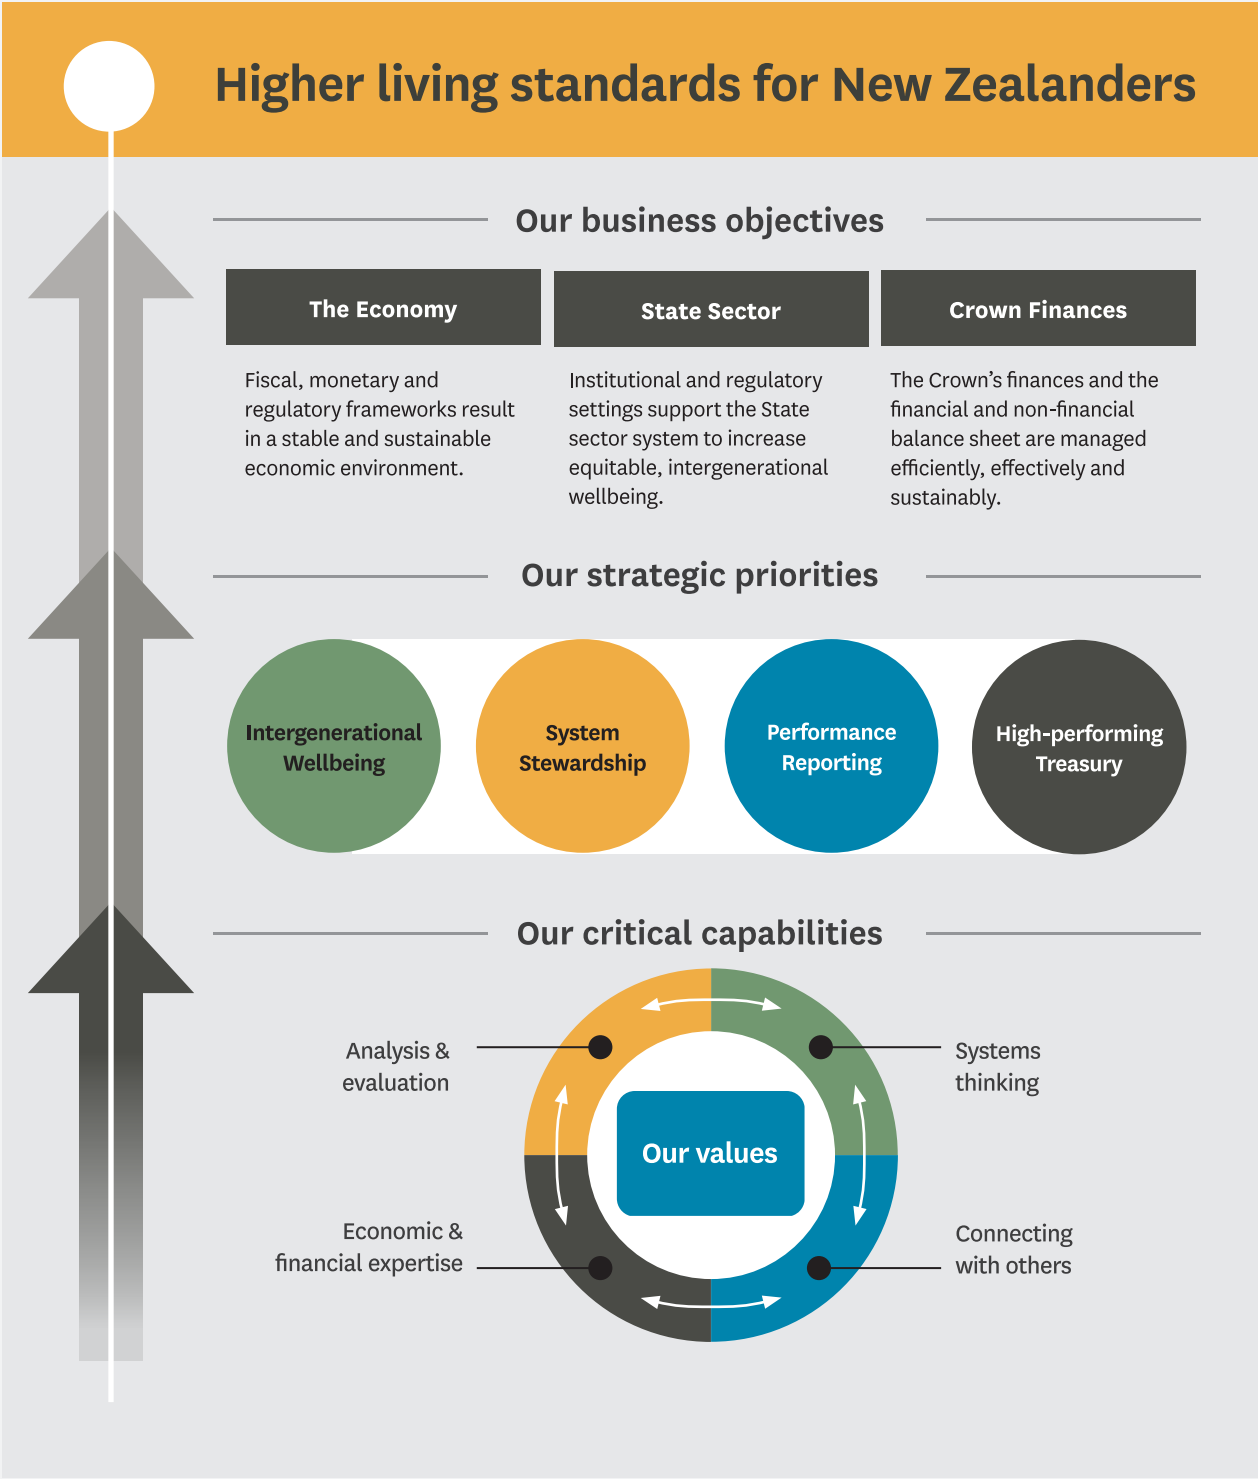 Higher living standards for New Zealanders
Our business objectives
The Economy
Fiscal, monetary and
regulatory frameworks result
in a stable and sustainable
economic environment.
State Sector
Institutional and regulatory
settings support the State
sector system to increase
equitable, intergenerational
wellbeing.
Crown Finances
The Crown’s finances and the
financial and non-financial
balance sheet are managed
efficiently, effectively and
sustainably.
Our strategic priorities
Intergenerational
Wellbeing
System
Stewardship
Performance
Reporting
High-performing
Treasury
Our critical capabilities
Analysis &
evaluation
Systems
thinking
Our values
Economic &
financial expertise
Connecting
with others